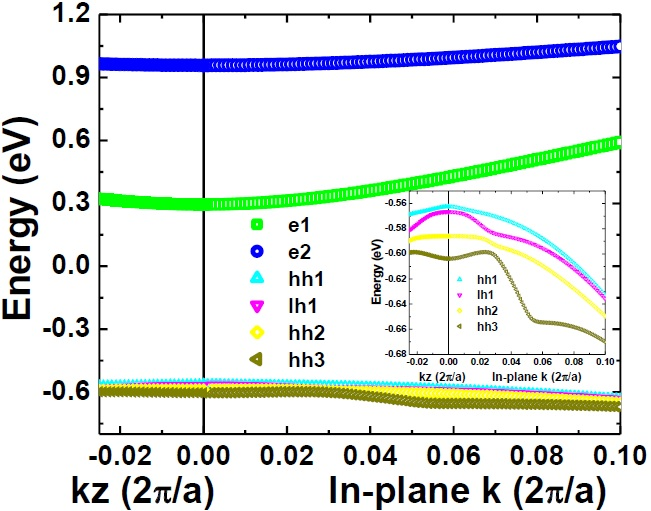 1.2
0.9
0.6
0.3
0.0
-0.3
-0.6
Energy (eV)
e1
e2
hh1
lh1
hh2
hh3
-0.02 0.00 0.02 0.04 0.06 0.08 0.10
kz (2π/a) In-plane k (2π/a)
-0.56
-0.58
-0.60
-0.62
-0.64
-0.66
-0.68
Energy (eV)
hh1
lh1
hh2
hh3
-0.02 0.00 0.02 0.04 0.06 0.08 0.10
kz (2π/a) In-plane k (2π/a)